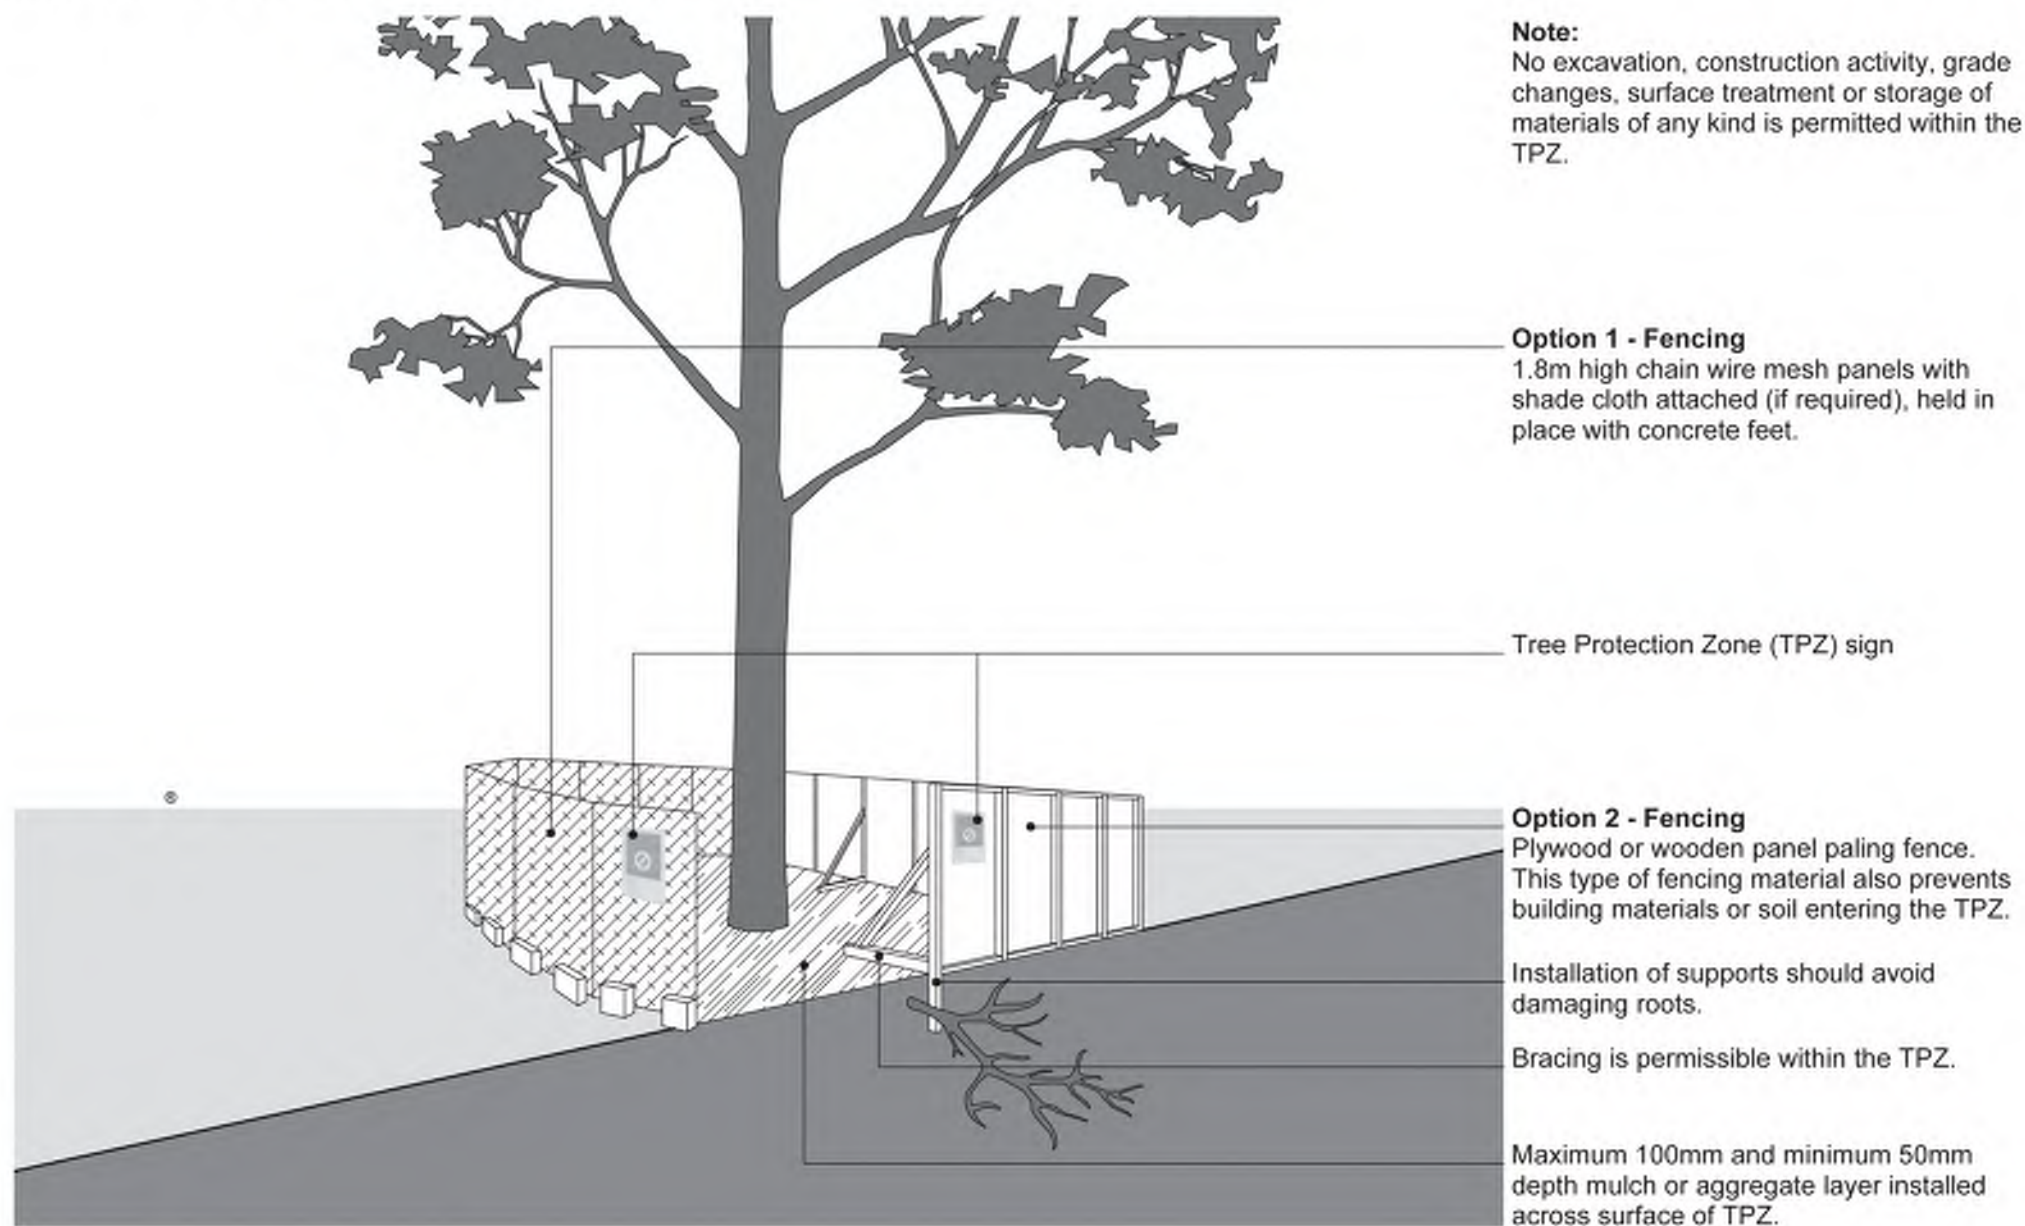 Note:
No excavation, construction activity, grade
changes, surface treatment or storage of
materials of any kind is permitted within the
TPZ.
Option 1 - Fencing
1.8m high chain wire mesh panels with
shade cloth attached (if required), held in
place with concrete feet.
Tree Protection Zone (TPZ) sign
®
Option 2 - Fencing
Plywood or wooden panel paling fence.
This type of fencing material also prevents
building materials or soil entering the TPZ.
Installation of supports should avoid
damaging roots.
Bracing is permissible within the TPZ.
Maximum 100mm and minimum 50mm
depth mulch or aggregate layer installed
across surface of TPZ.